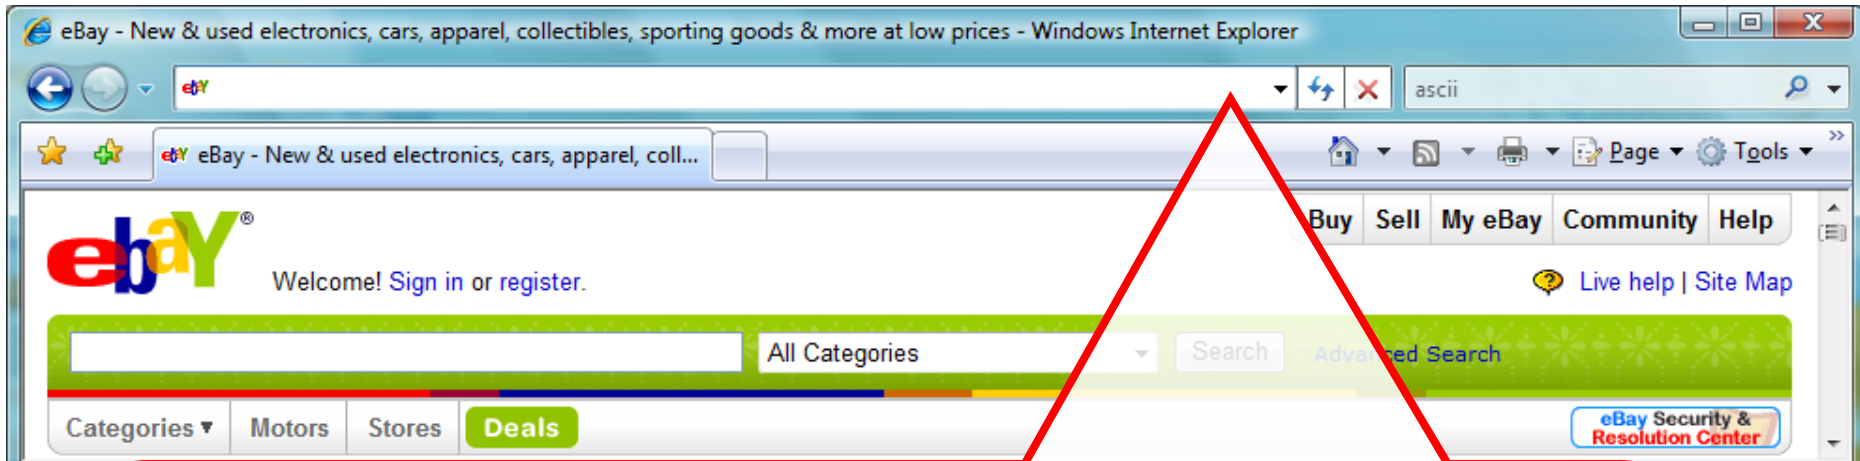 eBay - New & used electronics, cars, apparel, collectibles, sporting goods & more at low prices - Windows Internet Explorer
ebY
ascii
ebY eBay - New & used electronics, cars, apparel, coll...
Page
Tools
ebaY®
Buy Sell My eBay Community Help
Welcome! Sign in or register.
Live help | Site Map
All Categories
Search
Advanced Search
Categories
Motors
Stores
Deals
eBay Security &
Resolution Center